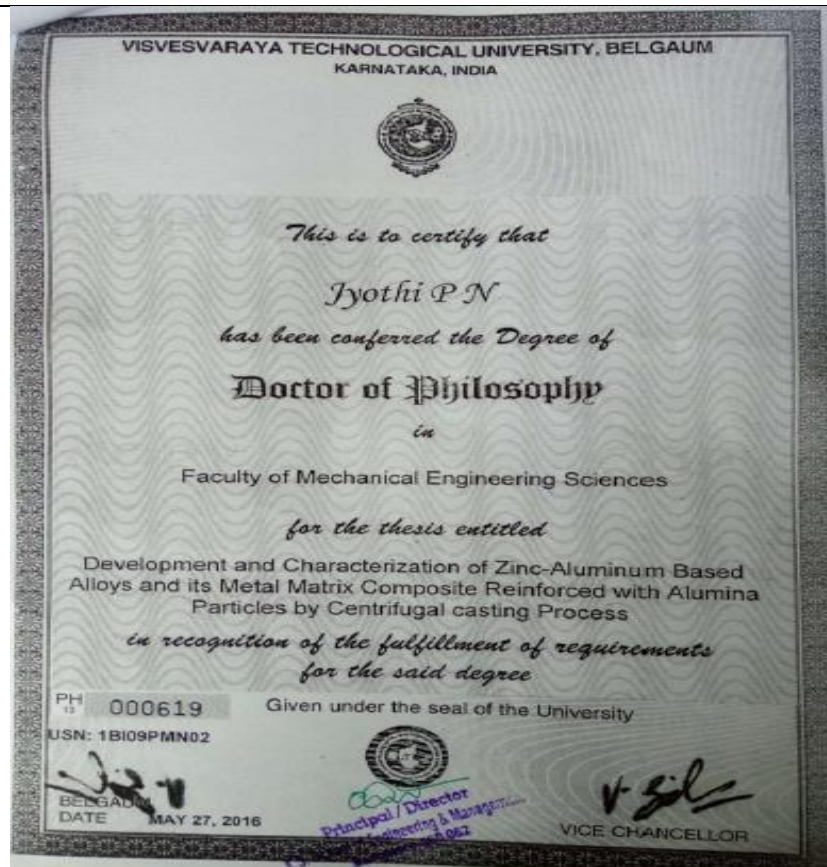 VISVESVARAYA TECHNOLOGICAL UNIVERSITY, BELGAUM
KARNATAKA, INDIA
This is to certify that
Jyothi P N
has been conferred the Degree of
Doctor of Philosophy
in
Faculty of Mechanical Engineering Sciences
for the thesis entitled
Development and Characterization of Zinc-Aluminum Based
Alloys and its Metal Matrix Composite Reinforced with Alumina
Particles by Centrifugal casting Process
in recognition of the fulfillment of requirements
for the said degree
PH 13 000619
Given under the seal of the University
USN: 1BI09PMN02
BELGAUM
DATE MAY 27, 2016
Principal / Director
Engineering &
VICE CHANCELLOR